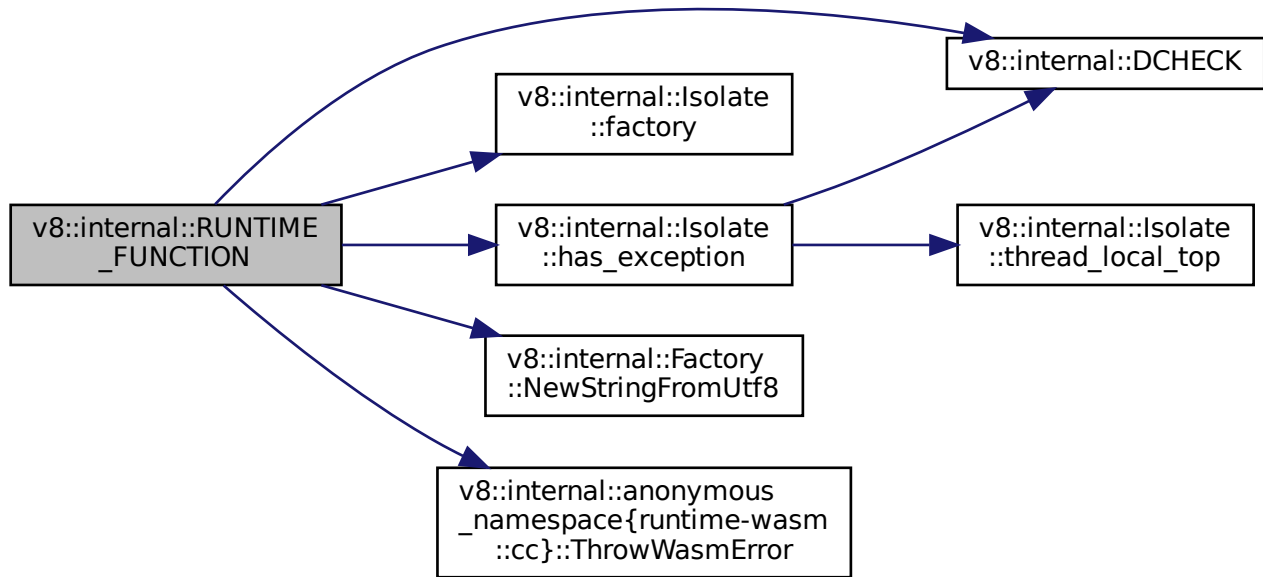 v8::internal::RUNTIME
_FUNCTION
v8::internal::DCHECK
v8::internal::Isolate
::factory
v8::internal::Isolate
::has_exception
v8::internal::Isolate
::thread_local_top
v8::internal::Factory
::NewStringFromUtf8
v8::internal::anonymous
_namespace{runtime-wasm
::cc}::ThrowWasmError